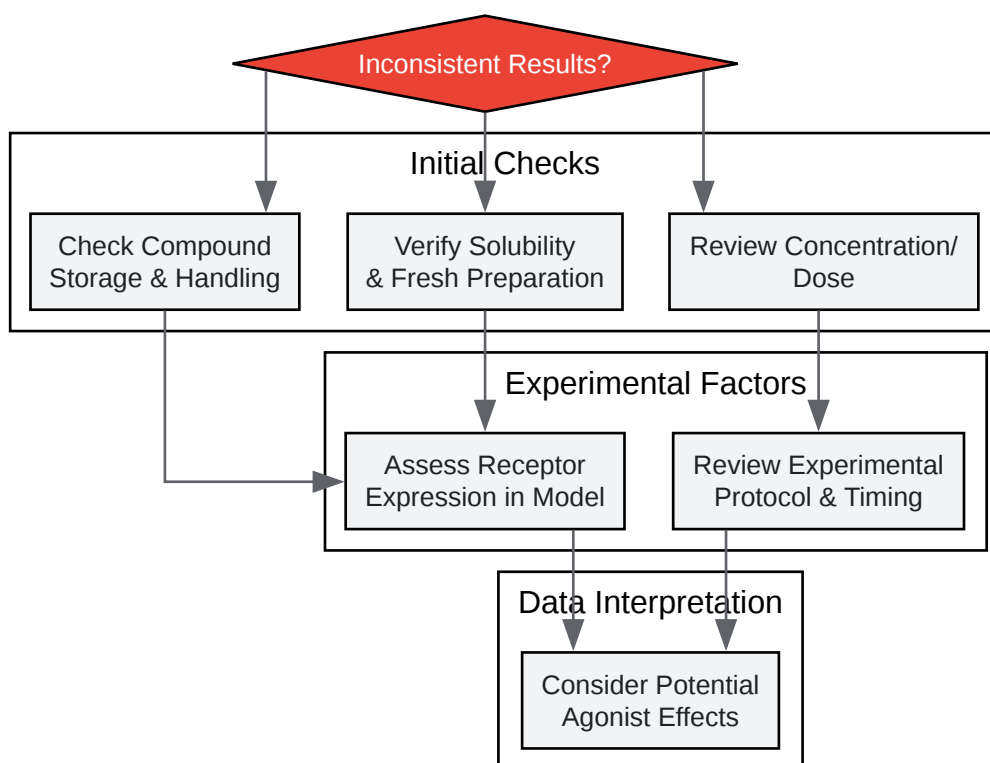 Inconsistent Results?
Initial Checks
Check Compound
Storage & Handling
Verify Solubility
& Fresh Preparation
Review Concentration/
Dose
Experimental Factors
Assess Receptor
Expression in Model
Review Experimental
Protocol & Timing
Data Interpretation
Consider Potential
Agonist Effects